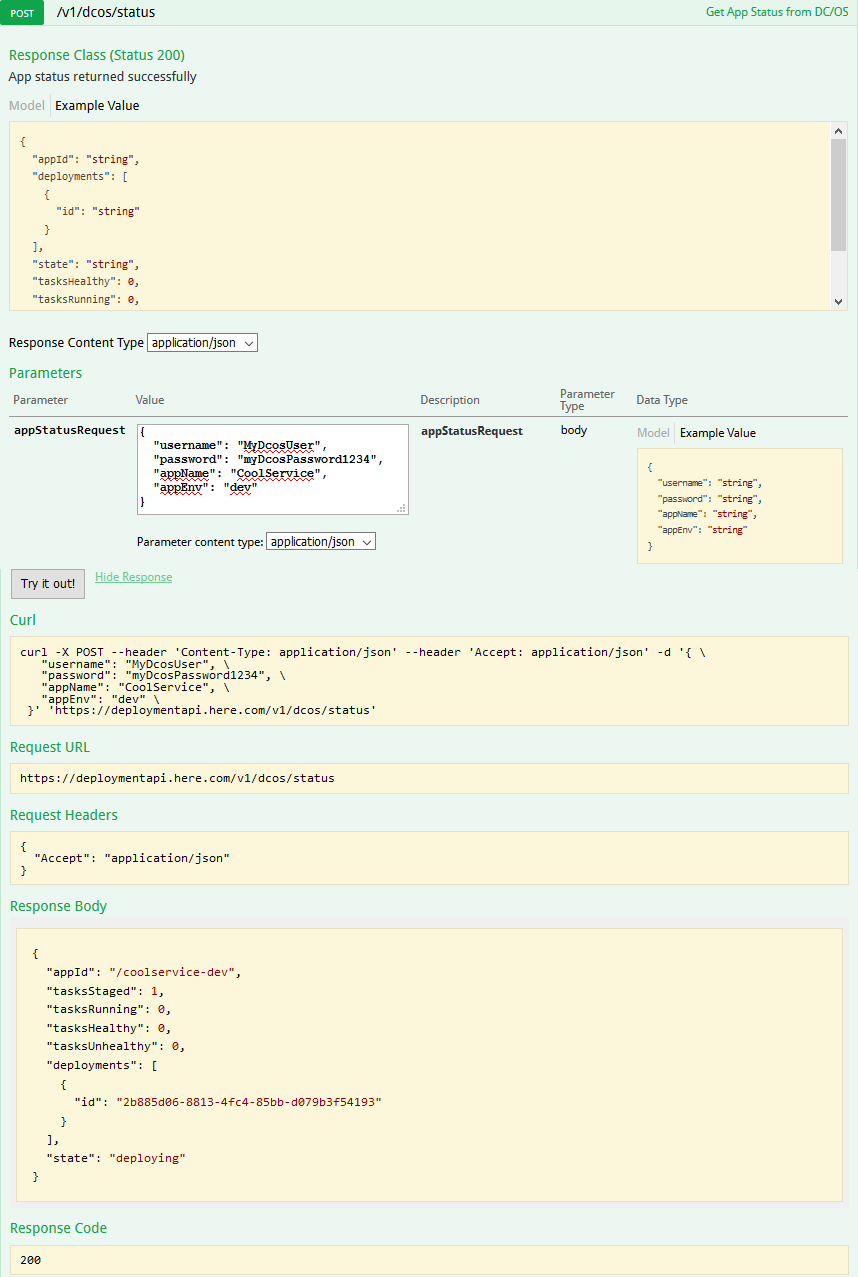 POST /v1/dcos/status Get App Status from DC/OS
Response Class (Status 200)
App status returned successfully
Model Example Value
{
"appId": "string",
"deployments": [
{
"id": "string"
}
],
"state": "string",
"tasksHealthy": 0,
"tasksRunning": 0,
Response Content Type application/json
Parameters
Parameter Value Description Parameter Type Data Type
appStatusRequest
{
"username": "MyDcosUser",
"password": "myDcosPassword1234",
"appName": "CoolService",
"appEnv": "dev"
}
Parameter content type: application/json
appStatusRequest
body
Model Example Value
{
"username": "string",
"password": "string",
"appName": "string",
"appEnv": "string"
}
Try it out! Hide Response
Curl
curl -X POST --header 'Content-Type: application/json' --header 'Accept: application/json' -d '{ \
"username": "MyDcosUser", \
"password": "myDcosPassword1234", \
"appName": "CoolService", \
"appEnv": "dev" \
}' 'https://deploymentapi.here.com/v1/dcos/status'
Request URL
https://deploymentapi.here.com/v1/dcos/status
Request Headers
{
"Accept": "application/json"
}
Response Body
{
"appId": "/coolservice-dev",
"tasksStaged": 1,
"tasksRunning": 0,
"tasksHealthy": 0,
"tasksUnhealthy": 0,
"deployments": [
{
"id": "2b885d06-8813-4fc4-85bb-d079b3f54193"
}
],
"state": "deploying"
}
Response Code
200